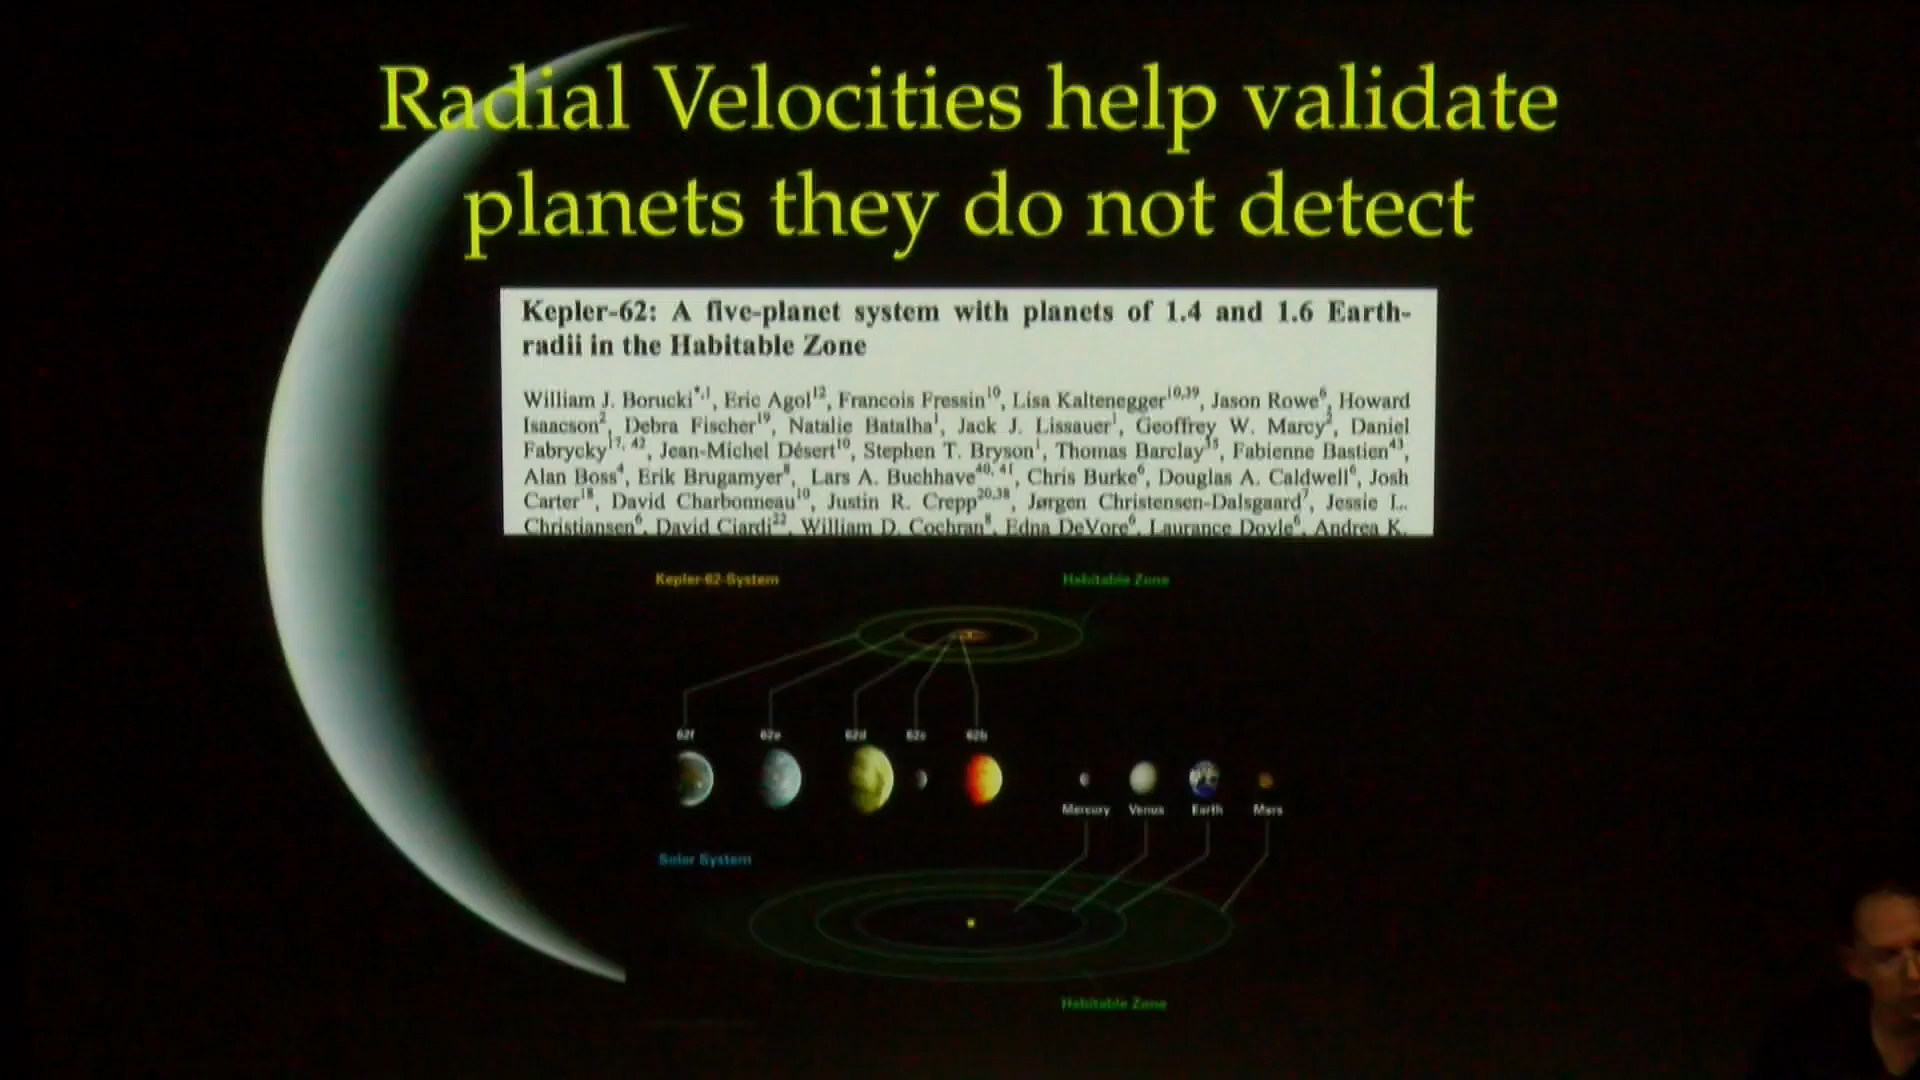 Radial Velocities help validate
planets they do not detect
Kepler-62: A five-planet system with planets of 1.4 and 1.6 Earth-
radii in the Habitable Zone
William J. Borucki*,1, Eric Agol12, Francois Fressin10, Lisa Kaltenegger10,39, Jason Rowe6, Howard
Isaacson2, Debra Fischer19, Natalie Batalha1, Jack J. Lissauer1, Geoffrey W. Marcy2, Daniel
Fabrycky17, 42, Jean-Michel Désert10, Stephen T. Bryson1, Thomas Barclay15, Fabienne Bastien43,
Alan Boss4, Erik Brugamyer8, Lars A. Buchhave40, 41, Chris Burke6, Douglas A. Caldwell6, Josh
Carter18, David Charbonneau10, Justin R. Crepp20,38, Jørgen Christensen-Dalsgaard7, Jessie L.
Christiansen6, David Ciardi22, William D. Cochran8, Edna DeVore6, Laurance Doyle6, Andrea K.
Kepler-62 System
Habitable Zone
62f 62e 62d 62c 62b
Mercury Venus Earth Mars
Solar System
Habitable Zone